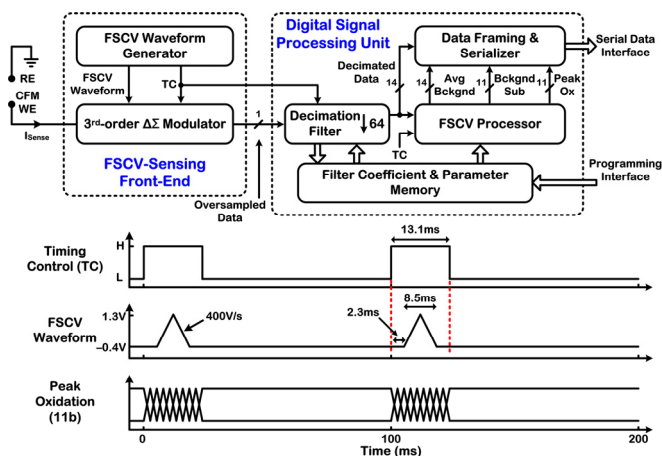 FSCV Waveform
Generator
Digital Signal
Processing Unit
Data Framing &
Serializer
Serial Data
Interface
RE
CFM
WE
I_Sense
FSCV
Waveform
TC
Decimated
Data
14
14
Avg
Bckgnd
11
Bckgnd
Sub
11
Peak
Ox
3rd-order ΔΣ Modulator
1
Decimation
Filter
↓ 64
FSCV Processor
TC
FSCV-Sensing
Front-End
Oversampled
Data
Filter Coefficient & Parameter
Memory
Programming
Interface
Timing
Control (TC)
H
L
13.1ms
FSCV
Waveform
1.3V
−0.4V
400V/s
2.3ms
8.5ms
Peak
Oxidation
(11b)
0
100
200
Time (ms)